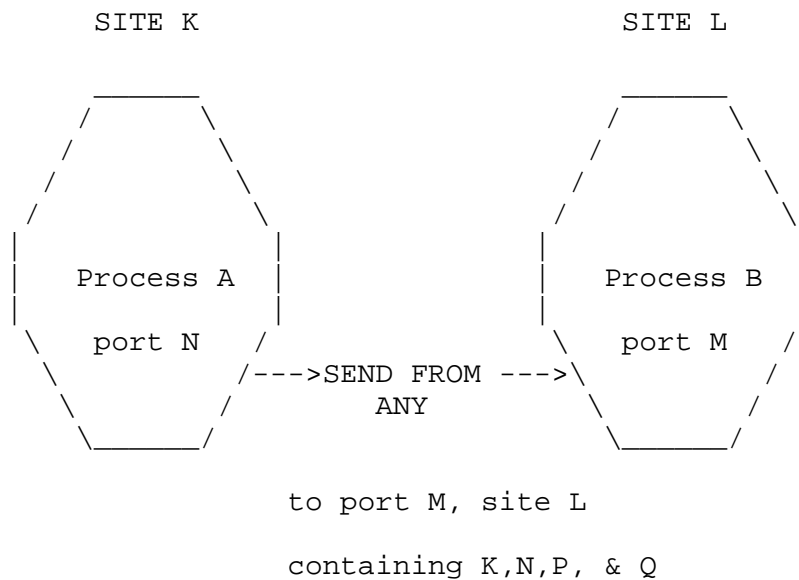 SITE K SITE L
Process A Process B
port N port M
--->SEND FROM --->
ANY
to port M, site L
containing K,N,P, & Q